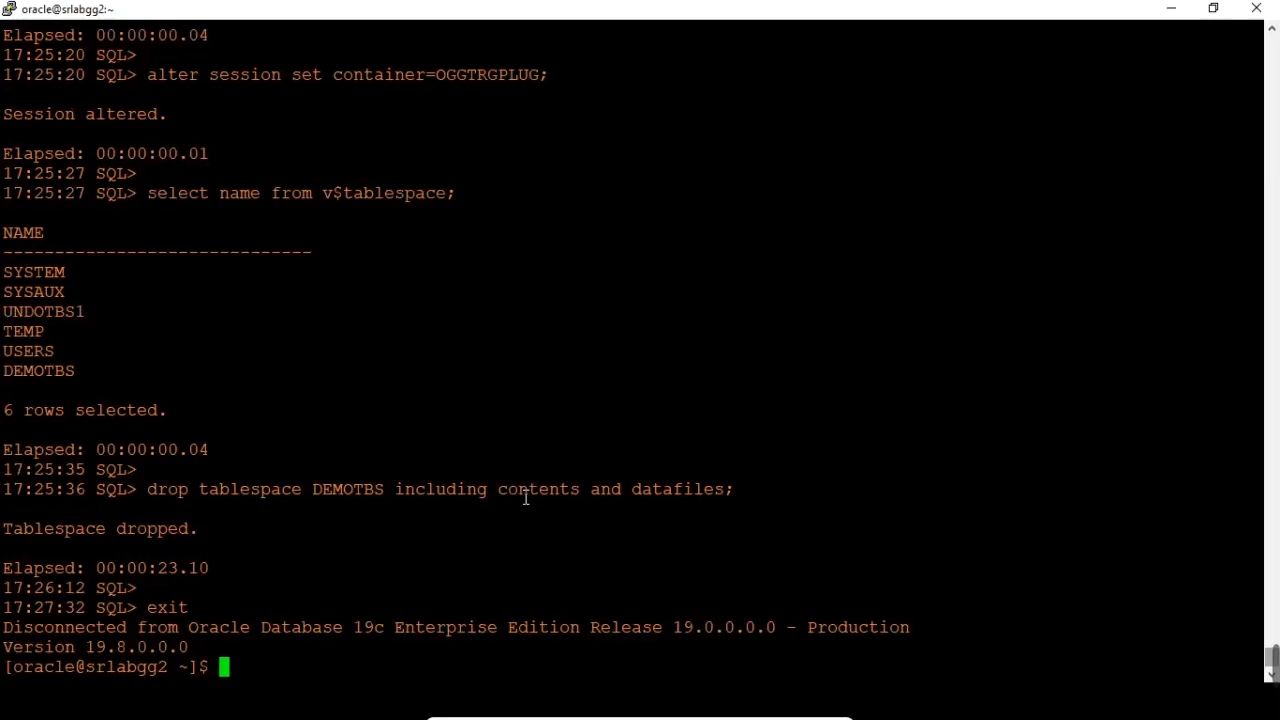 oracle@srlabgg2:~
Elapsed: 00:00:00.04
17:25:20 SQL>
17:25:20 SQL> alter session set container=OGGTRGPLUG;
Session altered.
Elapsed: 00:00:00.01
17:25:27 SQL>
17:25:27 SQL> select name from v$tablespace;
NAME
------------------------------
SYSTEM
SYSAUX
UNDOTBS1
TEMP
USERS
DEMOTBS
6 rows selected.
Elapsed: 00:00:00.04
17:25:35 SQL>
17:25:36 SQL> drop tablespace DEMOTBS including contents and datafiles;
Tablespace dropped.
Elapsed: 00:00:23.10
17:26:12 SQL>
17:27:32 SQL> exit
Disconnected from Oracle Database 19c Enterprise Edition Release 19.0.0.0.0 - Production
Version 19.8.0.0.0
[oracle@srlabgg2 ~]$